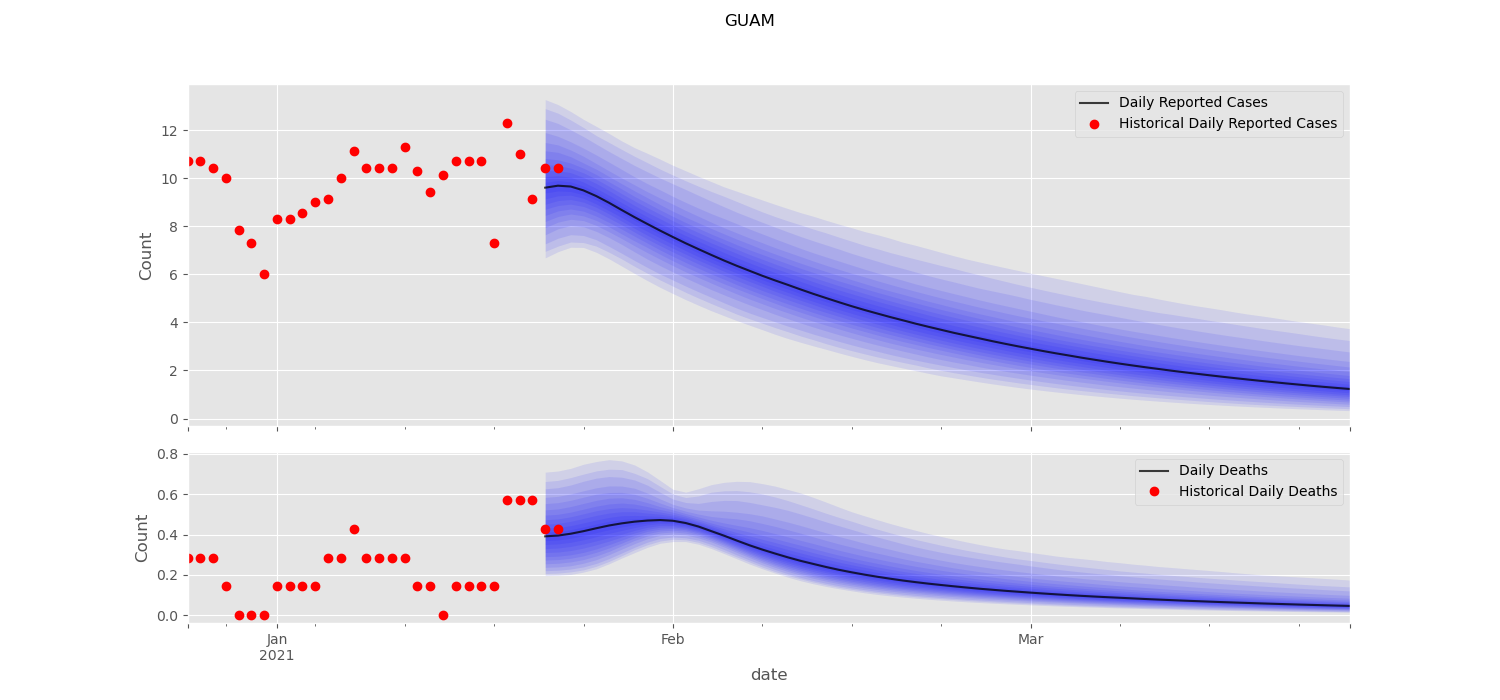 GUAM
Count
12
10
8
6
4
2
0
Daily Reported Cases
Historical Daily Reported Cases
Count
0.8
0.6
0.4
0.2
0.0
Daily Deaths
Historical Daily Deaths
Jan
2021
Feb
Mar
date